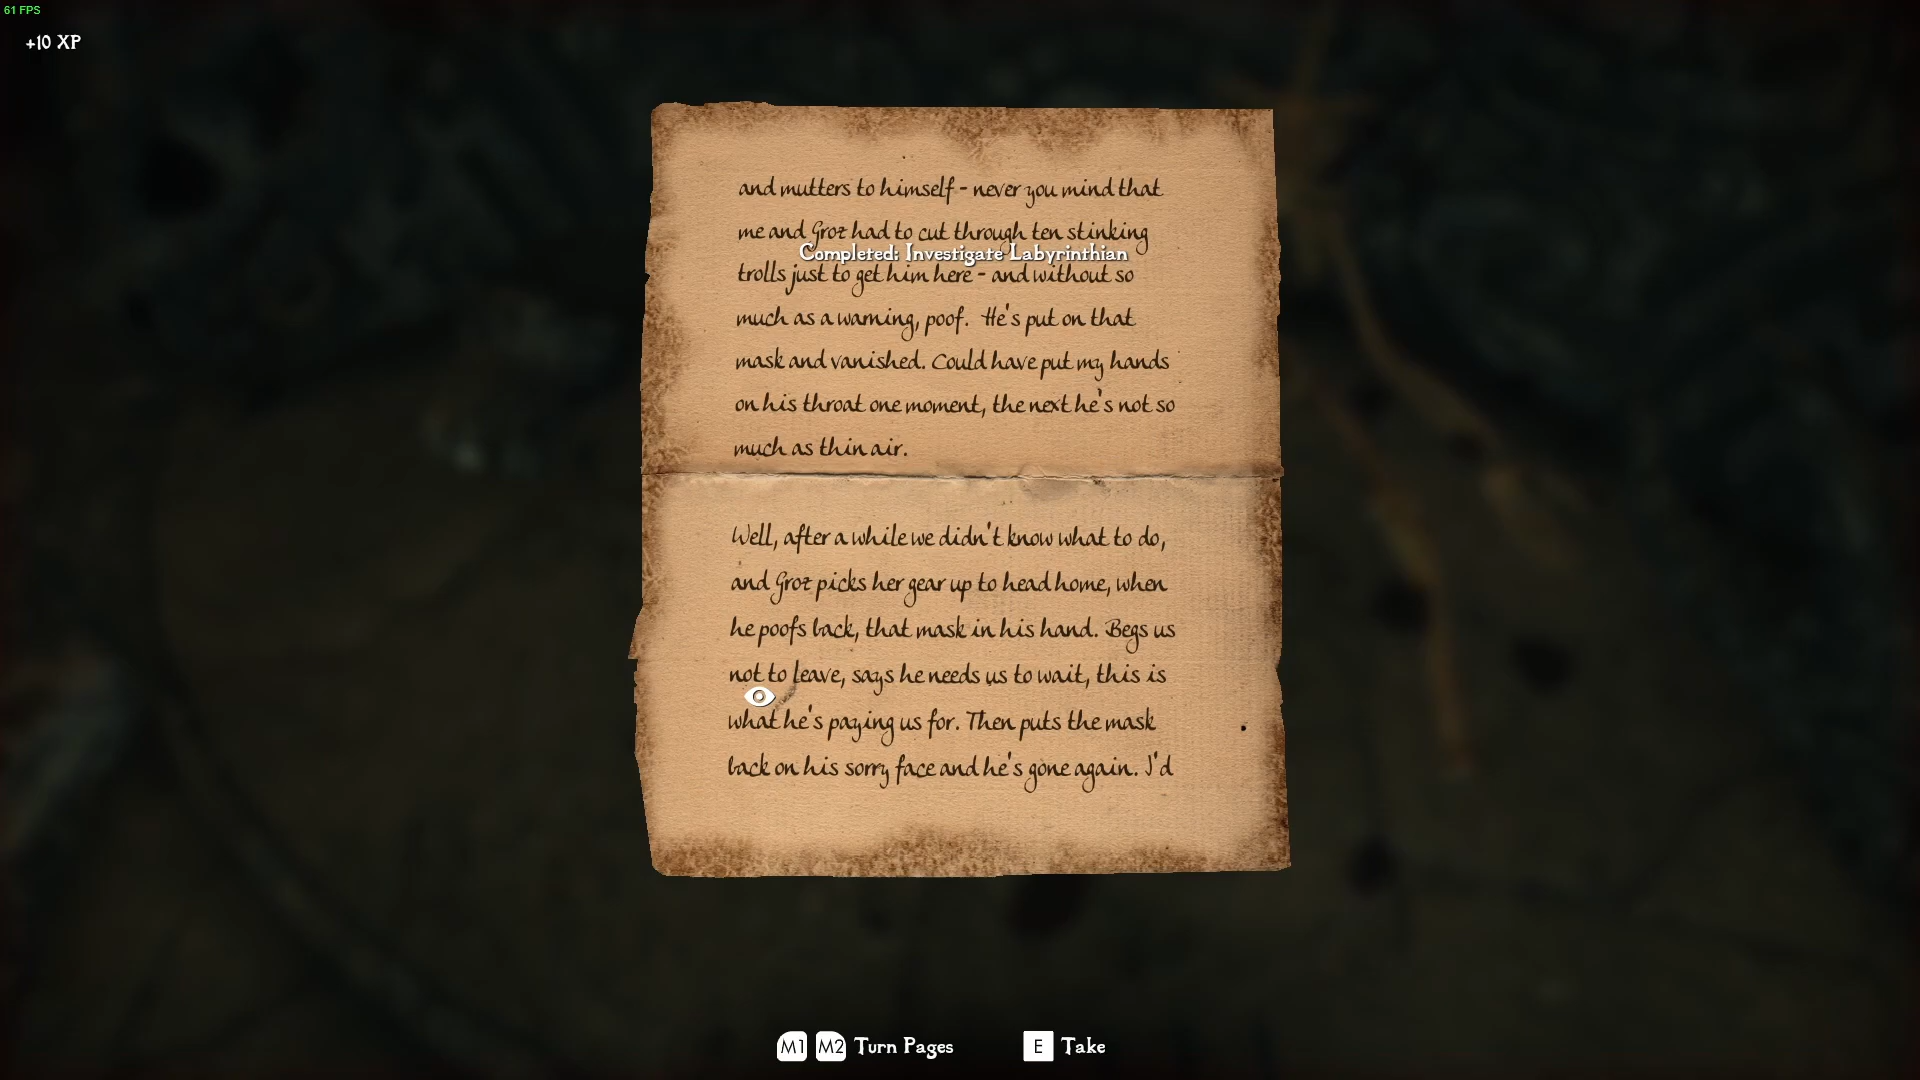 61 FPS
+10 XP
and mutters to himself - never you mind that
me and Groz had to cut through ten stinking
Completed: Investigate Labyrinthian
trolls just to get him here - and without so
much as a warning, poof.  He's put on that
mask and vanished. Could have put my hands
on his throat one moment, the next he's not so
much as thin air.
Well, after a while we didn't know what to do,
and Groz picks her gear up to head home, when
he poofs back, that mask in his hand. Begs us
not to leave, says he needs us to wait, this is
what he's paying us for. Then puts the mask
back on his sorry face and he's gone again. I'd
M1 M2 Turn Pages E Take